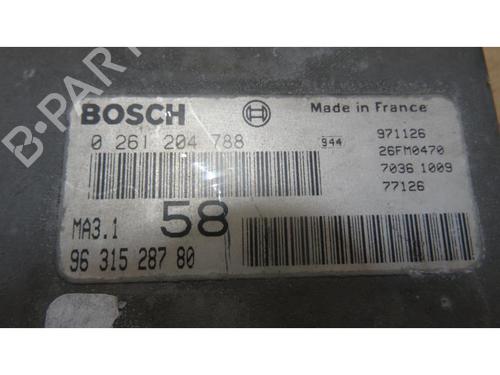 BOSCH Made in France
0 261 204 788 944 971126
26FM0470
7036 1009
77126
MA3.1 58
96 315 287 80
B-PARTS